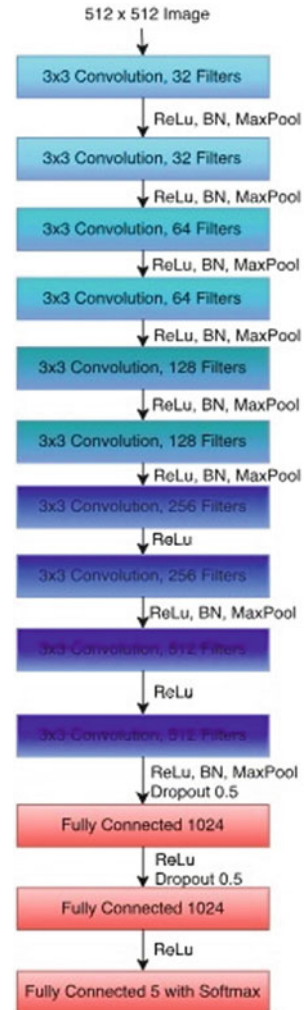 512 x 512 Image
3x3 Convolution, 32 Filters
ReLu, BN, MaxPool
3x3 Convolution, 32 Filters
ReLu, BN, MaxPool
3x3 Convolution, 64 Filters
ReLu, BN, MaxPool
3x3 Convolution, 64 Filters
ReLu, BN, MaxPool
3x3 Convolution, 128 Filters
ReLu, BN, MaxPool
3x3 Convolution, 128 Filters
ReLu, BN, MaxPool
3x3 Convolution, 256 Filters
ReLu
3x3 Convolution, 256 Filters
ReLu, BN, MaxPool
3x3 Convolution, 512 Filters
ReLu
3x3 Convolution, 512 Filters
ReLu, BN, MaxPool
Dropout 0.5
Fully Connected 1024
ReLu
Dropout 0.5
Fully Connected 1024
ReLu
Fully Connected 5 with Softmax